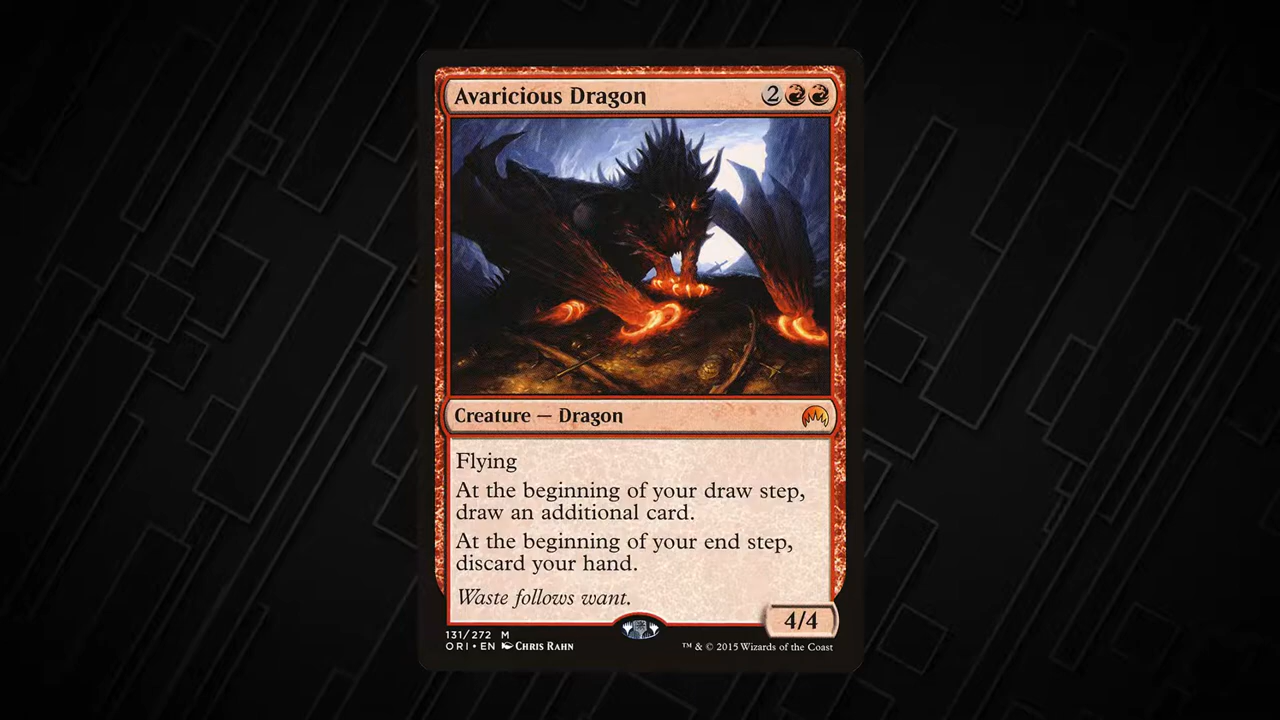 Avaricious Dragon 2
Creature — Dragon
Flying
At the beginning of your draw step,
draw an additional card.
At the beginning of your end step,
discard your hand.
Waste follows want.
4/4
131/272 M
ORI • EN Chris Rahn
™ & © 2015 Wizards of the Coast